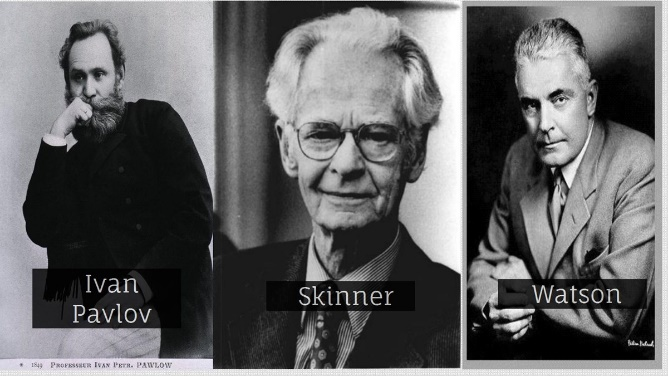 Ivan
Pavlov
Skinner
Watson
PROFESSEUR IVAN PETR. PAWLOW